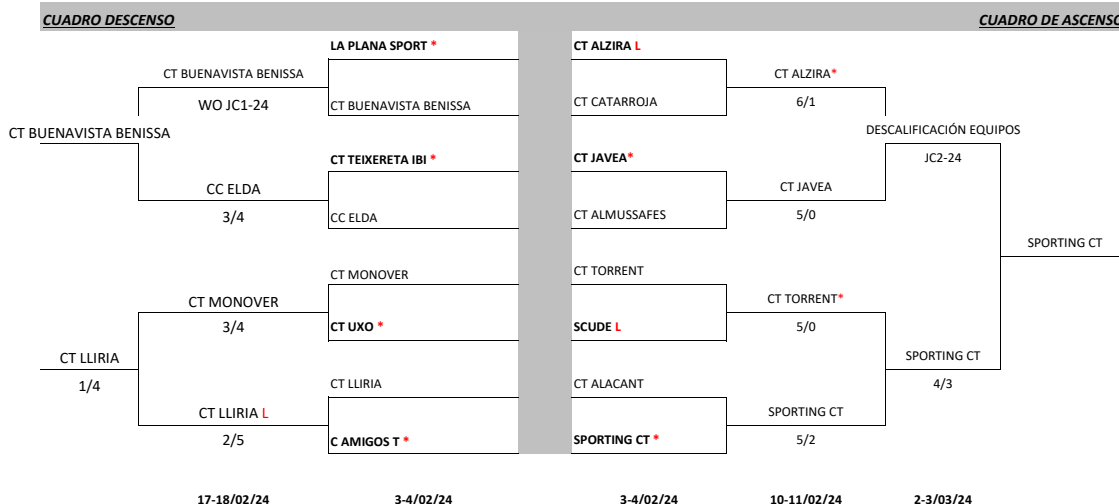 CUADRO DESCENSO
CUADRO DE ASCENSO
LA PLANA SPORT *
CT ALZIRA L
CT BUENAVISTA BENISSA
CT ALZIRA*
WO JC1-24
CT BUENAVISTA BENISSA
CT CATARROJA
6/1
CT BUENAVISTA BENISSA
DESCALIFICACIÓN EQUIPOS
CT TEIXERETA IBI *
CT JAVEA*
JC2-24
CC ELDA
CT JAVEA
3/4
CC ELDA
CT ALMUSSAFES
5/0
SPORTING CT
CT MONOVER
CT TORRENT
CT MONOVER
CT TORRENT*
3/4
CT UXO *
SCUDE L
5/0
CT LLIRIA
SPORTING CT
1/4
CT LLIRIA
CT ALACANT
4/3
CT LLIRIA L
SPORTING CT
2/5
C AMIGOS T *
SPORTING CT *
5/2
17-18/02/24
3-4/02/24
3-4/02/24
10-11/02/24
2-3/03/24